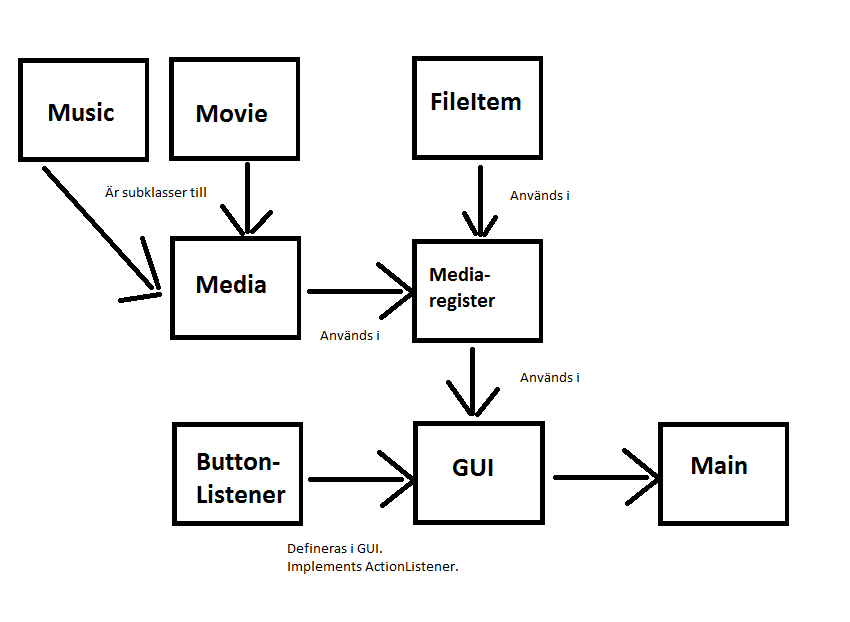 Music
Movie
FileItem
Är subklasser till
Används i
Media
Media-
register
Används i
Används i
Button-
Listener
GUI
Main
Defineras i GUI.
Implements ActionListener.